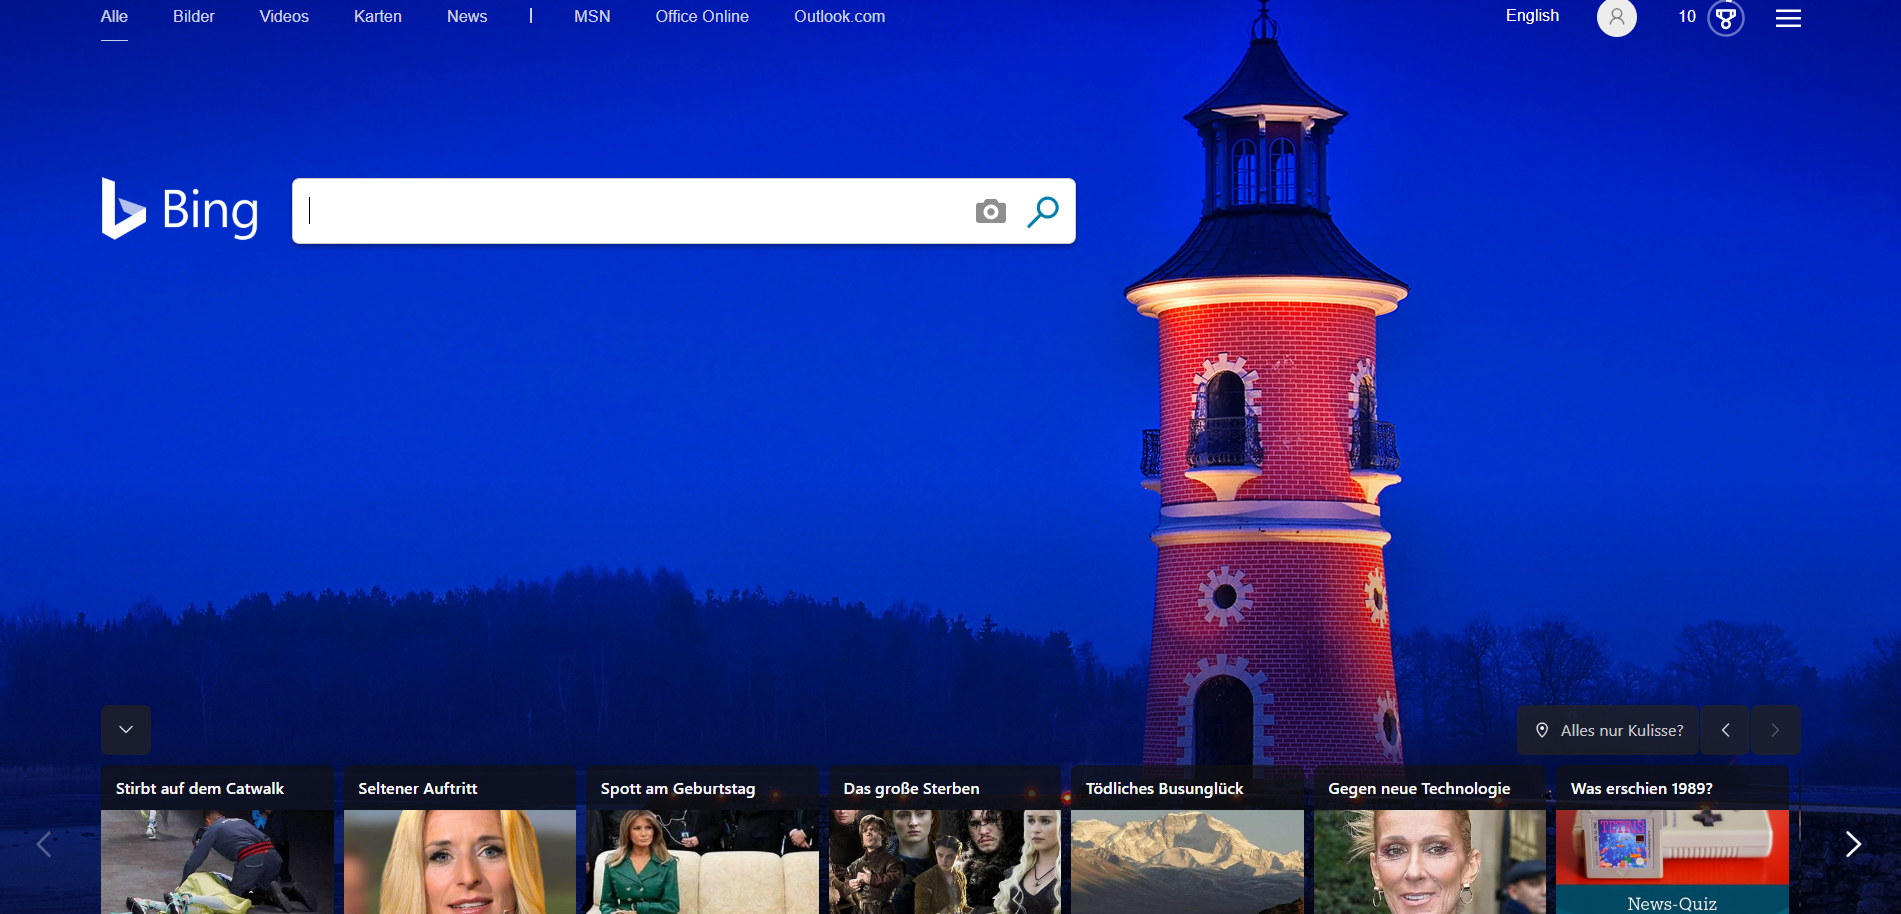 Alle Bilder Videos Karten News | MSN Office Online Outlook.com English 10
Bing
Alles nur Kulisse?
Stirbt auf dem Catwalk
Seltener Auftritt
Spott am Geburtstag
Das große Sterben
Tödliches Busunglück
Gegen neue Technologie
Was erschien 1989?
TETRIS
News-Quiz